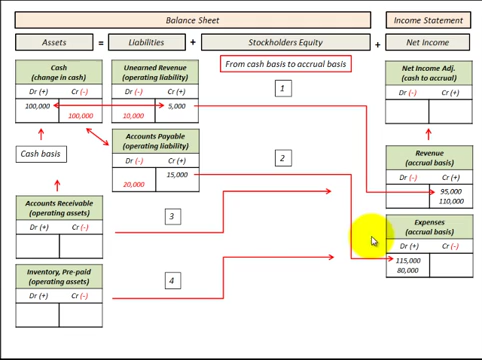 Balance Sheet
Income Statement
Assets = Liabilities + Stockholders Equity + Net Income
Cash
(change in cash)
Dr (+) Cr (-)
100,000
100,000
Unearned Revenue
(operating liability)
Dr (-) Cr (+)
5,000
10,000
From cash basis to accrual basis
1
Net Income Adj.
(cash to accrual)
Dr (-) Cr (+)
Accounts Payable
(operating liability)
Dr (-) Cr (+)
15,000
20,000
2
Cash basis
Revenue
(accrual basis)
Dr (-) Cr (+)
95,000
110,000
Accounts Receivable
(operating assets)
Dr (+) Cr (-)
3
Expenses
(accrual basis)
Dr (+) Cr (-)
115,000
80,000
Inventory, Pre-paid
(operating assets)
Dr (+) Cr (-)
4